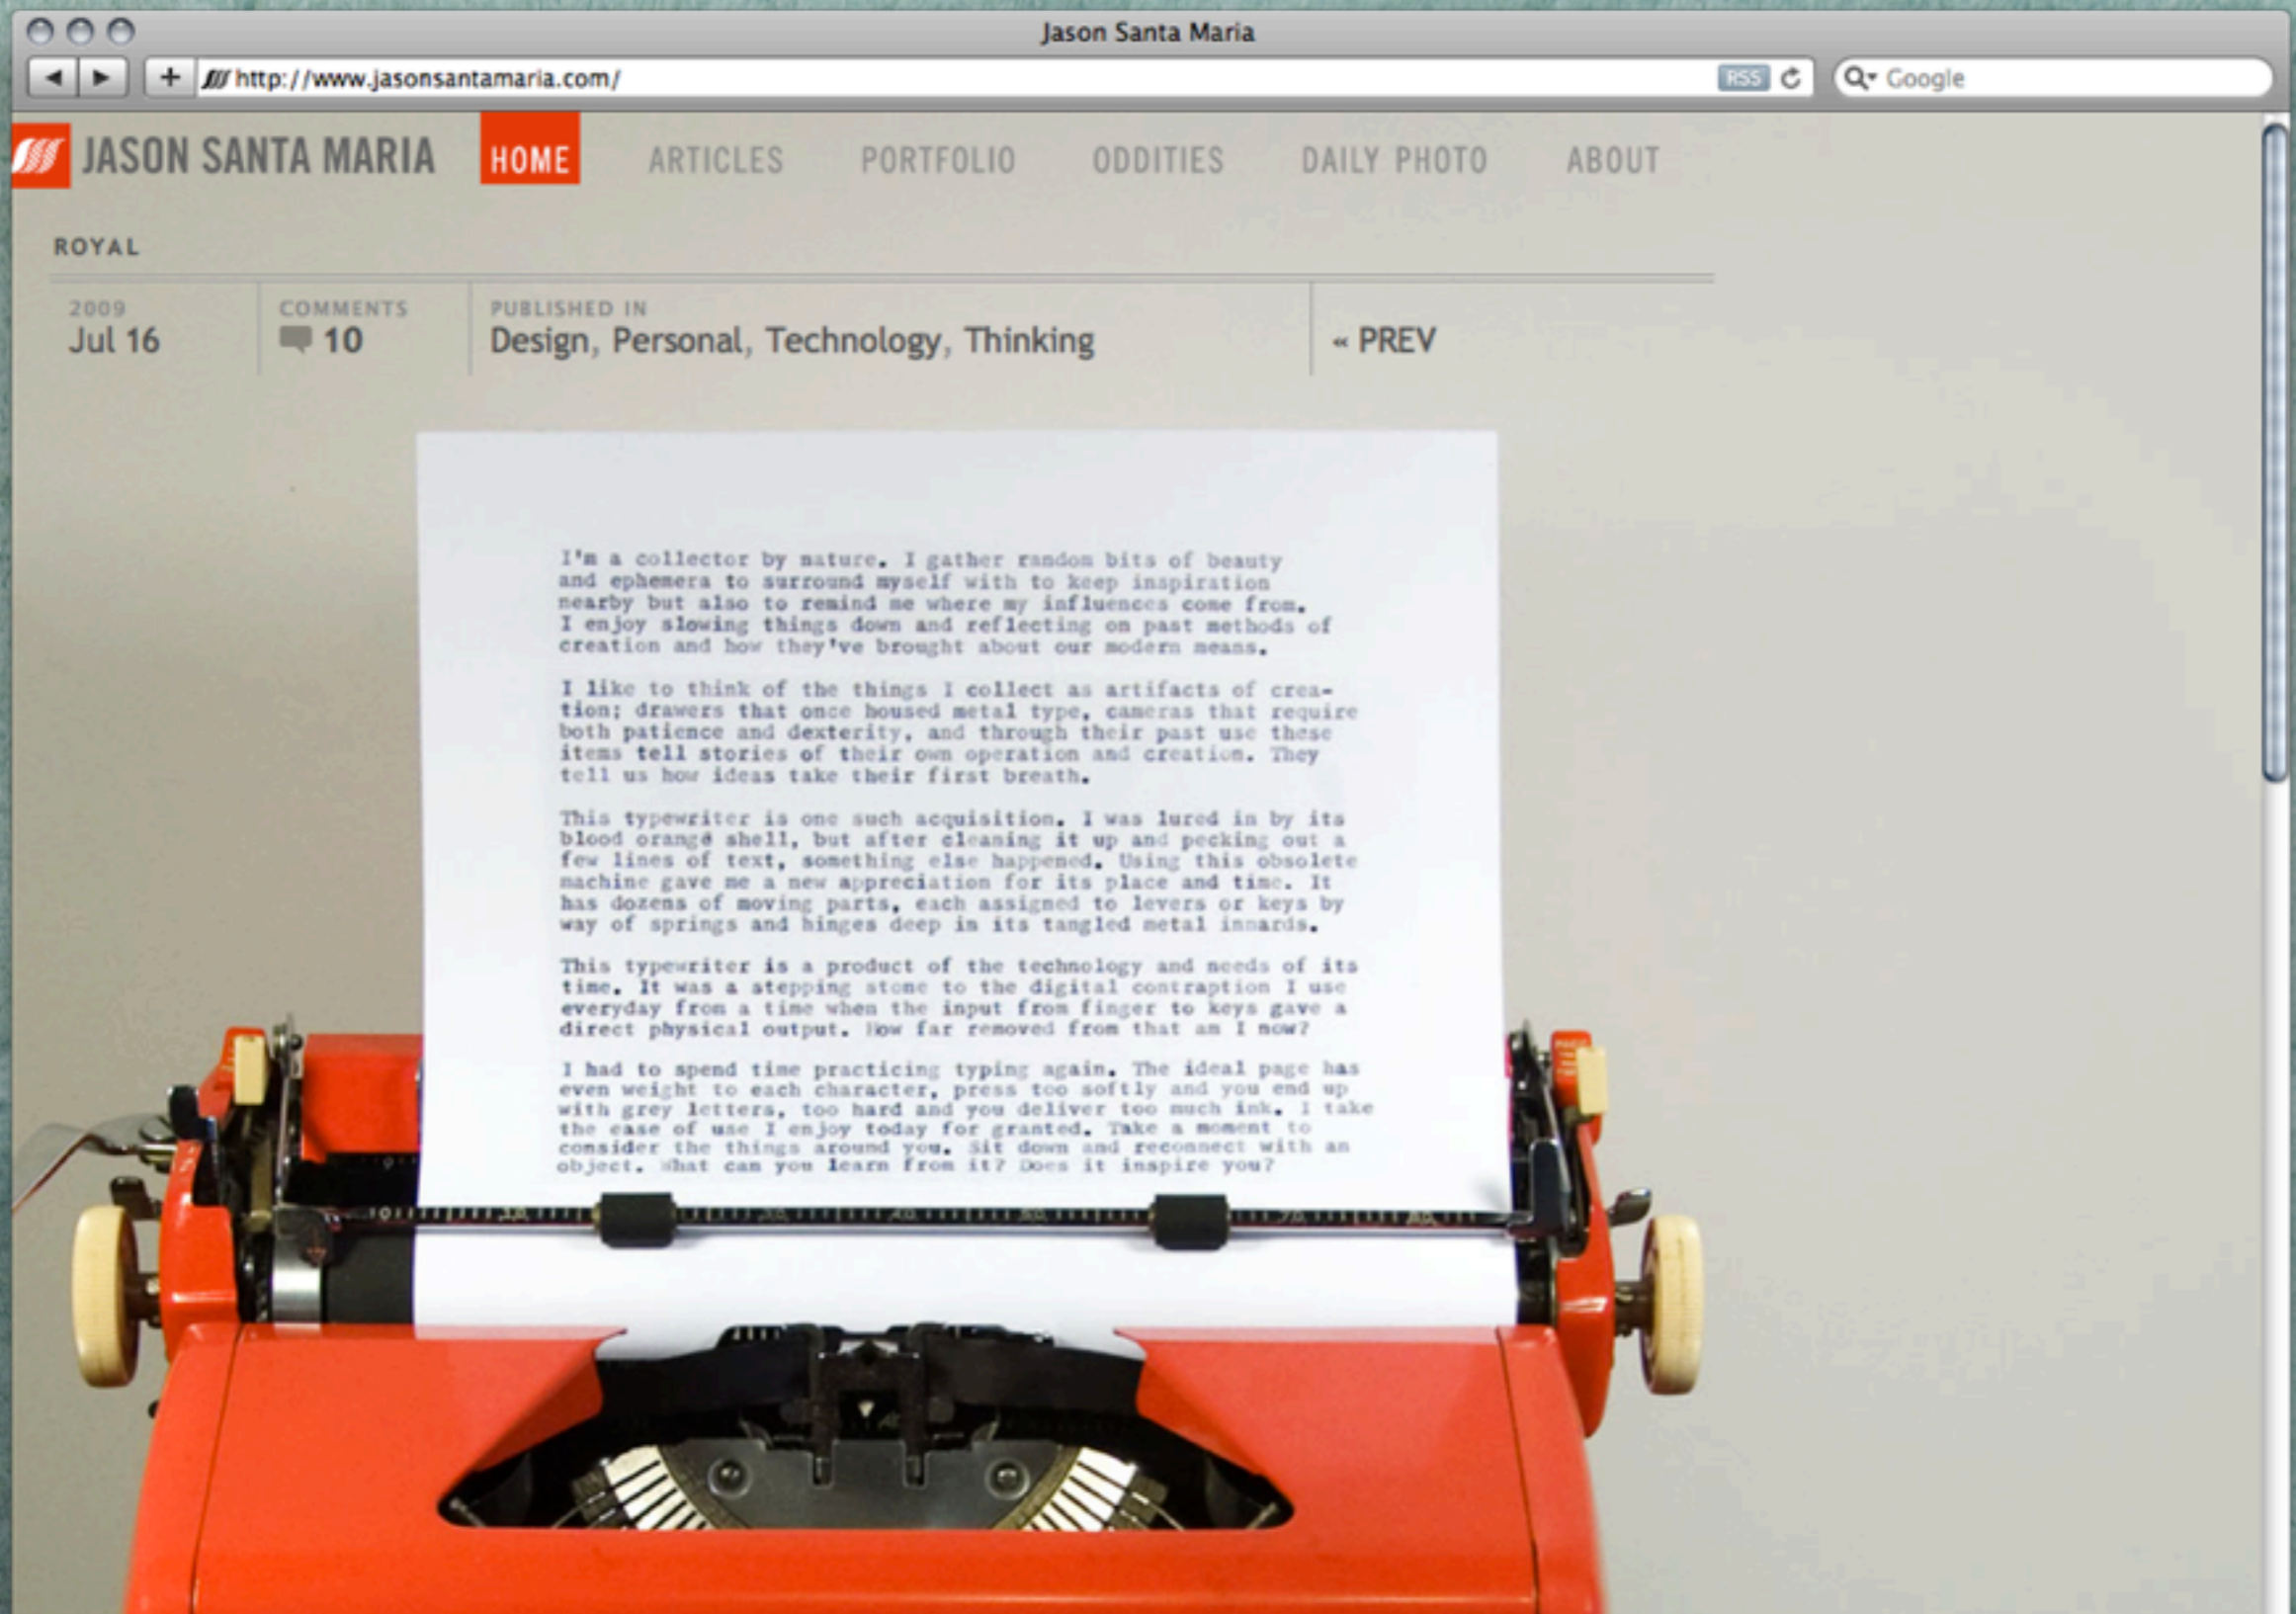 Jason Santa Maria
http://www.jasonsantamaria.com/
RSS
Google
JASON SANTA MARIA
HOME
ARTICLES
PORTFOLIO
ODDITIES
DAILY PHOTO
ABOUT
ROYAL
2009
Jul 16
COMMENTS
10
PUBLISHED IN
Design, Personal, Technology, Thinking
« PREV
I'm a collector by nature. I gather random bits of beauty
and ephemera to surround myself with to keep inspiration
nearby but also to remind me where my influences come from.
I enjoy slowing things down and reflecting on past methods of
creation and how they've brought about our modern means.
I like to think of the things I collect as artifacts of crea-
tion; drawers that once housed metal type, cameras that require
both patience and dexterity, and through their past use these
items tell stories of their own operation and creation. They
tell us how ideas take their first breath.
This typewriter is one such acquisition. I was lured in by its
blood orange shell, but after cleaning it up and pecking out a
few lines of text, something else happened. Using this obsolete
machine gave me a new appreciation for its place and time. It
has dozens of moving parts, each assigned to levers or keys by
way of springs and hinges deep in its tangled metal innards.
This typewriter is a product of the technology and needs of its
time. It was a stepping stone to the digital contraption I use
everyday from a time when the input from finger to keys gave a
direct physical output. How far removed from that am I now?
I had to spend time practicing typing again. The ideal page has
even weight to each character, press too softly and you end up
with grey letters, too hard and you deliver too much ink. I take
the ease of use I enjoy today for granted. Take a moment to
consider the things around you. Sit down and reconnect with an
object. What can you learn from it? Does it inspire you?